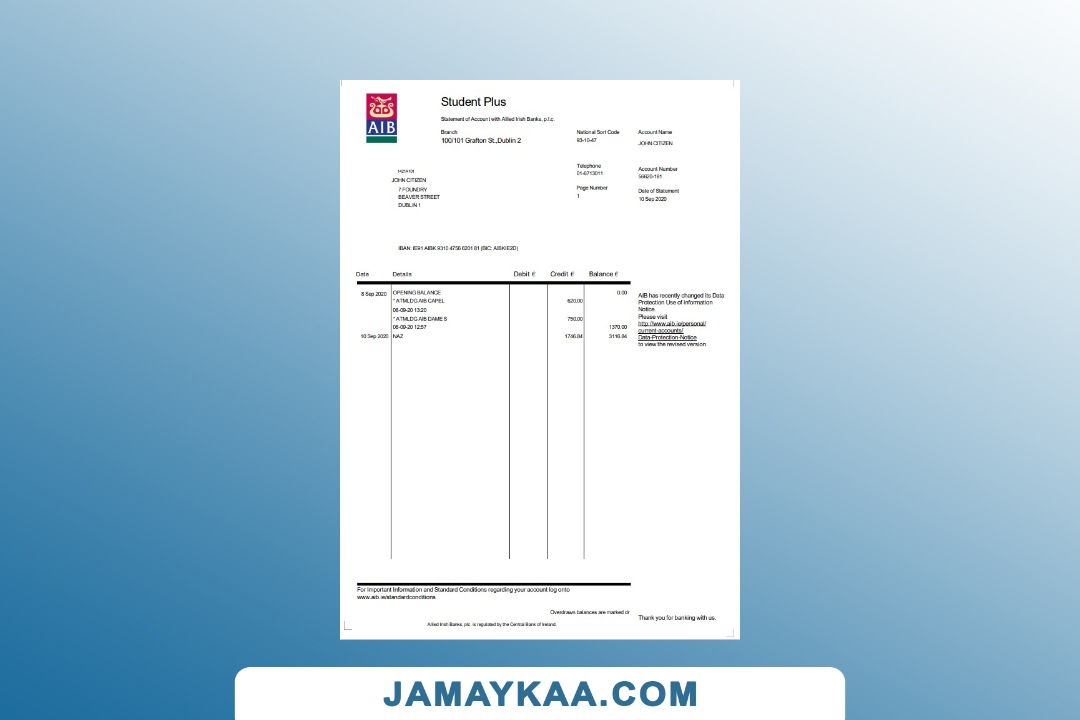 AIB
Student Plus
Statement of Account with Allied Irish Banks, p.l.c.
Branch
100/101 Grafton St.,Dublin 2
National Sort Code
93-10-47
Account Name
JOHN CITIZEN
Telephone
01-6713011
Account Number
56620-181
Page Number
1
Date of Statement
10 Sep 2020
JOHN CITIZEN
7 FOUNDRY
BEAVER STREET
DUBLIN 1
IBAN: IE91 AIBK 9310 4756 6201 81 (BIC: AIBKIE2D)
Date Details Debit € Credit € Balance €
8 Sep 2020 OPENING BALANCE 0.00
* ATMLDG AIB CAPEL 620.00
06-09-20 13:20
* ATMLDG AIB DAME S 750.00
06-09-20 12:57 1370.00
10 Sep 2020 NAZ 1746.84 3116.84
AIB has recently changed its Data
Protection Use of Information
Notice.
Please visit
http://www.aib.ie/personal/
current-accounts/
Data-Protection-Notice
to view the revised version.
For Important Information and Standard Conditions regarding your account log onto
www.aib.ie/standardconditions
Overdrawn balances are marked dr
Thank you for banking with us.
Allied Irish Banks, plc. is regulated by the Central Bank of Ireland.
JAMAYKAA.COM